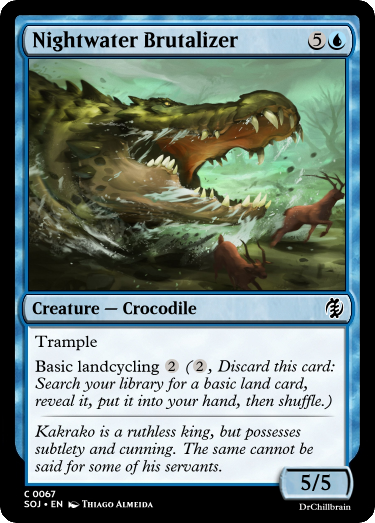 Nightwater Brutalizer 5
Creature — Crocodile
Trample
Basic landcycling 2 (2, Discard this card:
Search your library for a basic land card,
reveal it, put it into your hand, then shuffle.)
Kakrako is a ruthless king, but possesses
subtlety and cunning. The same cannot be
said for some of his servants.
5/5
C 0067
SOJ • EN Thiago Almeida
DrChillbrain